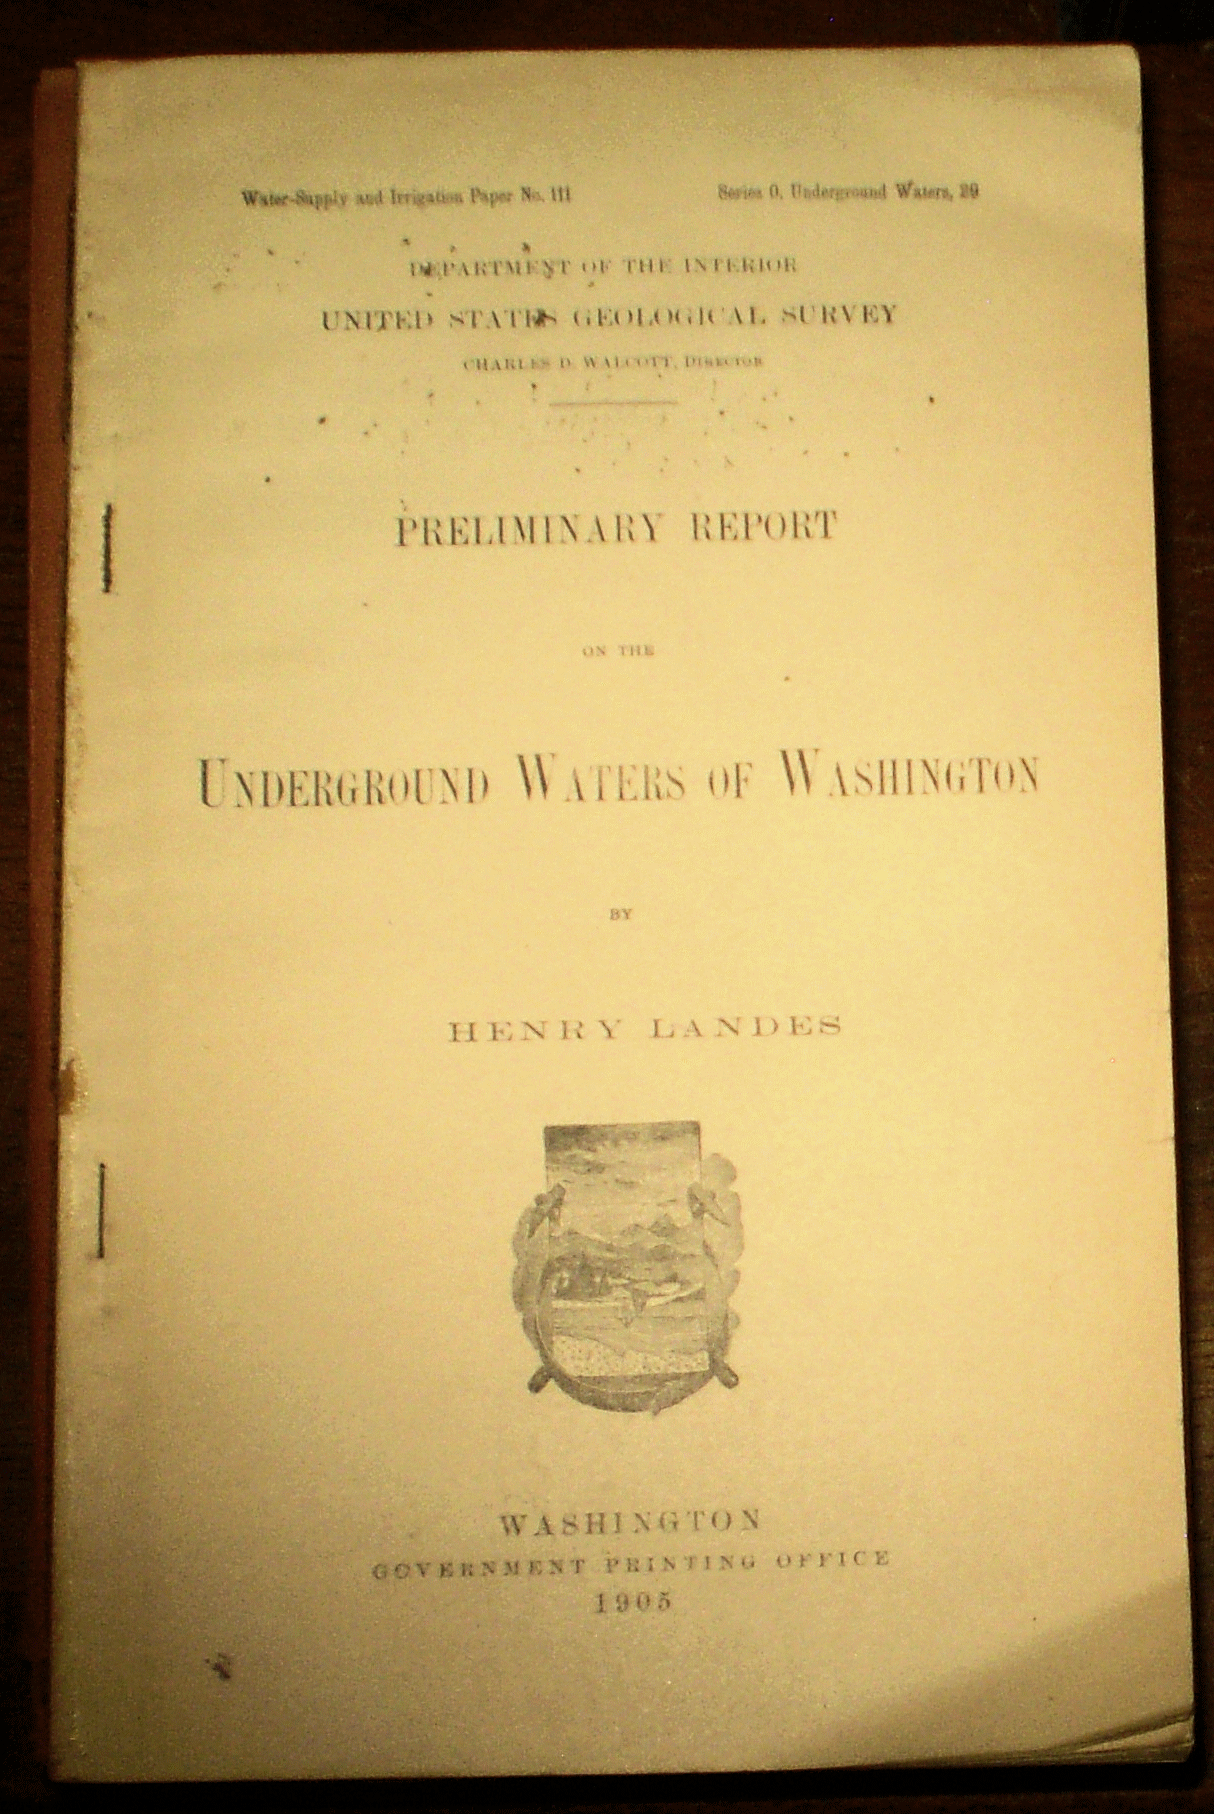 Water-Supply and Irrigation Paper No. 111
Series O, Underground Waters, 29
DEPARTMENT OF THE INTERIOR
UNITED STATES GEOLOGICAL SURVEY
CHARLES D. WALCOTT, DIRECTOR
PRELIMINARY REPORT
ON THE
UNDERGROUND WATERS OF WASHINGTON
BY
HENRY LANDES
WASHINGTON
GOVERNMENT PRINTING OFFICE
1905